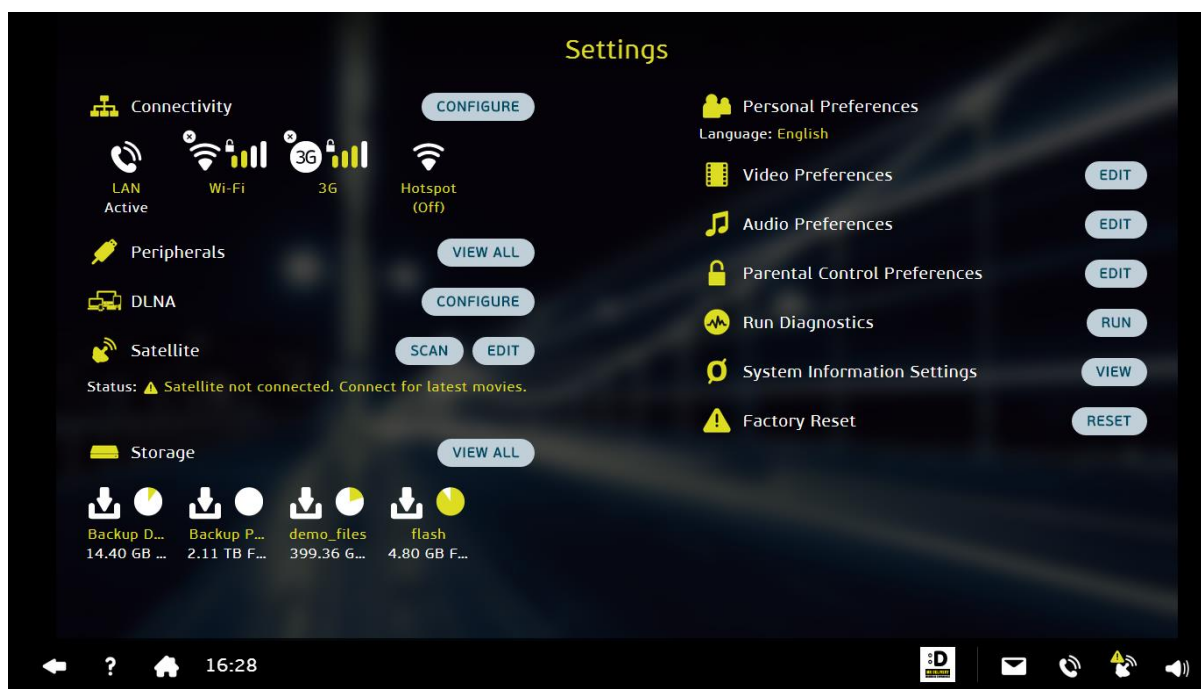 Settings
Connectivity
CONFIGURE
3G
LAN
Wi-Fi
3G
Hotspot
Active
(Off)
Peripherals
VIEW ALL
DLNA
CONFIGURE
Satellite
SCAN
EDIT
Status: Satellite not connected. Connect for latest movies.
Storage
VIEW ALL
Backup D...
Backup P...
demo_files
flash
14.40 GB ...
2.11 TB F...
399.36 G...
4.80 GB F...
Personal Preferences
Language: English
Video Preferences
EDIT
Audio Preferences
EDIT
Parental Control Preferences
EDIT
Run Diagnostics
RUN
System Information Settings
VIEW
Factory Reset
RESET
?
16:28
:D